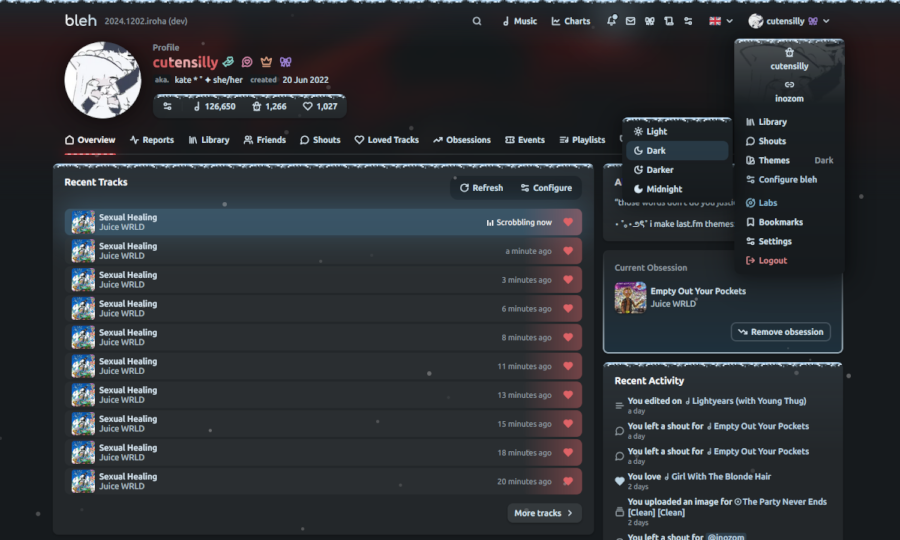 bleh 2024.1202.iroha (dev)
Music
Charts
cutensilly
Profile
cutensilly
aka. kate * ˚ ✦ she/her created 20 Jun 2022
126,650
1,266
1,027
Overview
Reports
Library
Friends
Shouts
Loved Tracks
Obsessions
Events
Playlists
cutensilly
inozom
Library
Shouts
Themes Dark
Configure bleh
Labs
Bookmarks
Settings
Logout
Light
Dark
Darker
Midnight
Recent Tracks
Refresh
Configure
Sexual Healing
Juice WRLD
Scrobbling now
Sexual Healing
Juice WRLD
a minute ago
Sexual Healing
Juice WRLD
3 minutes ago
Sexual Healing
Juice WRLD
6 minutes ago
Sexual Healing
Juice WRLD
8 minutes ago
Sexual Healing
Juice WRLD
11 minutes ago
Sexual Healing
Juice WRLD
13 minutes ago
Sexual Healing
Juice WRLD
15 minutes ago
Sexual Healing
Juice WRLD
18 minutes ago
Sexual Healing
Juice WRLD
20 minutes ago
More tracks
A
"those words don't do you
i make last.fm themes
Current Obsession
Empty Out Your Pockets
Juice WRLD
Remove obsession
Recent Activity
You edited on Lightyears (with Young Thug)
a day
You left a shout for Empty Out Your Pockets
a day
You left a shout for Empty Out Your Pockets
a day
You love Girl With The Blonde Hair
2 days
You uploaded an image for The Party Never Ends
[Clean] [Clean]
2 days
You left a shout for @inozom